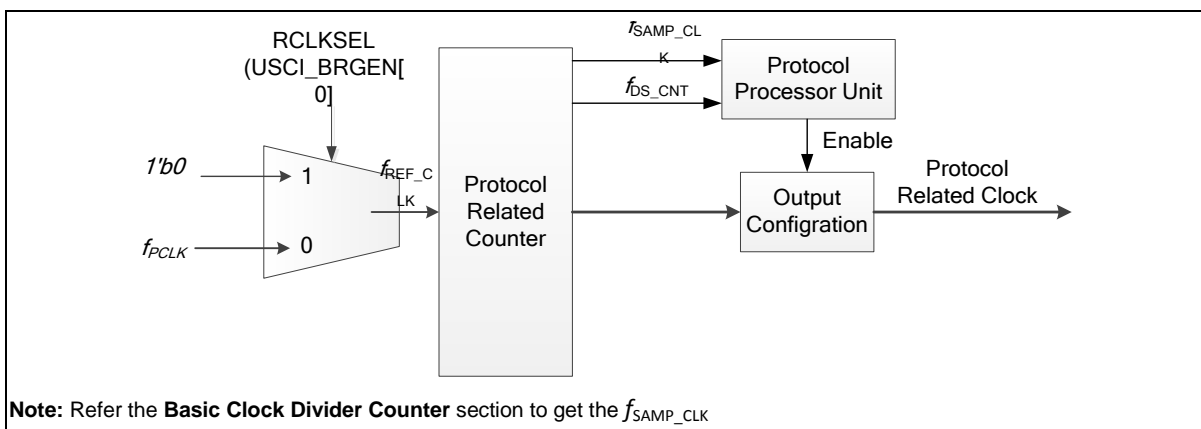 RCLKSEL
(USCI_BRGEN[
0]
1'b0
1
fPCLK
0
fREF_C
LK
Protocol
Related
Counter
fSAMP_CL
K
fDS_CNT
Protocol
Processor Unit
Enable
Output
Configration
Protocol
Related Clock
Note: Refer the Basic Clock Divider Counter section to get the fSAMP_CLK